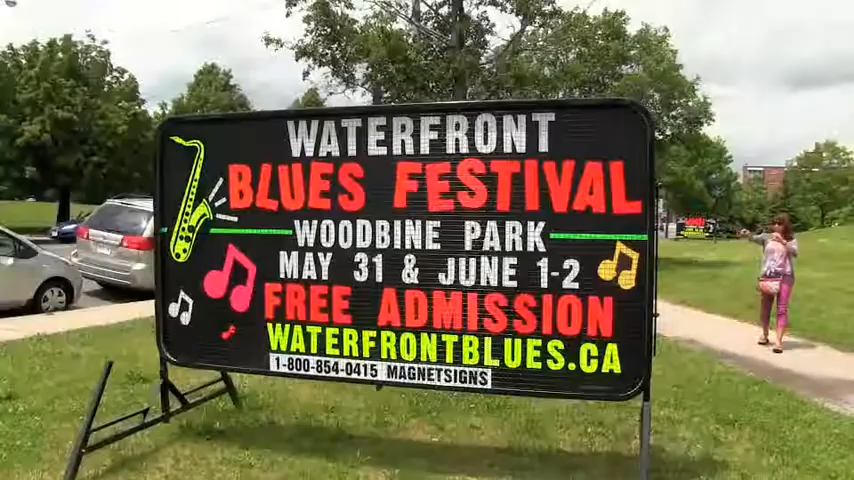 WATERFRONT
BLUES FESTIVAL
WOODBINE PARK
MAY 31 & JUNE 1-2
FREE ADMISSION
WATERFRONTBLUES.CA
1-800-854-0415 MAGNETSIGNS